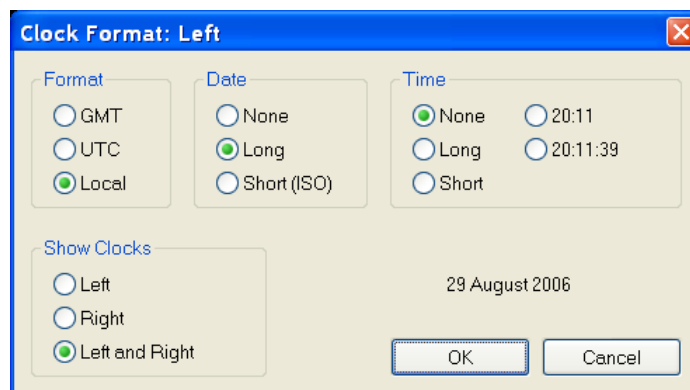 Clock Format: Left
Format
GMT
UTC
Local
Date
None
Long
Short (ISO)
Time
None
20:11
Long
20:11:39
Short
Show Clocks
Left
Right
Left and Right
29 August 2006
OK
Cancel